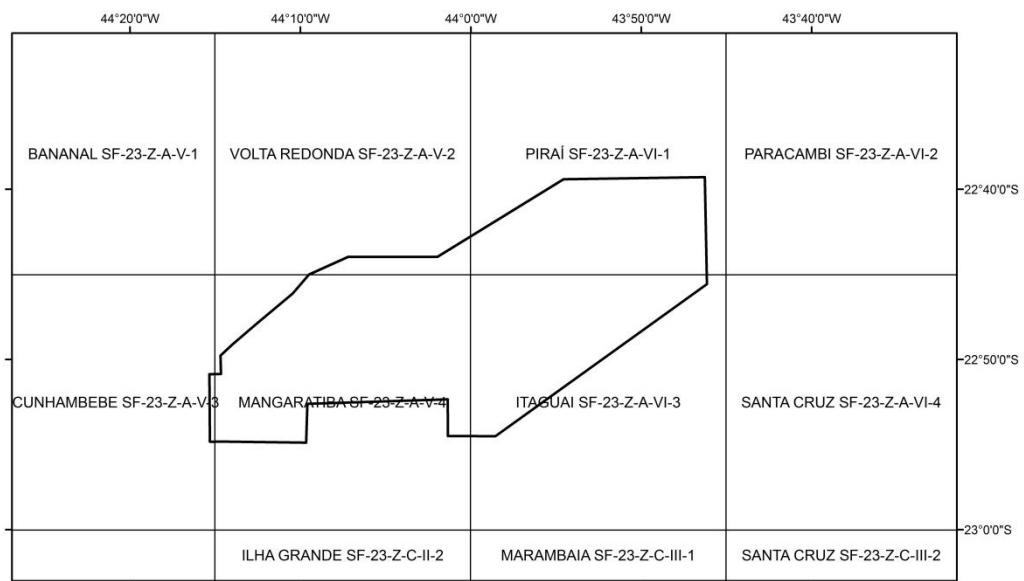 44°20'0"W 44°10'0"W 44°0'0"W 43°50'0"W 43°40'0"W
BANANAL SF-23-Z-A-V-1 VOLTA REDONDA SF-23-Z-A-V-2 PIRAÍ SF-23-Z-A-VI-1 PARACAMBI SF-23-Z-A-VI-2
22°40'0"S
22°50'0"S
CUNHAMBEBE SF-23-Z-A-V-3 MANGARATIBA SF-23-Z-A-V-4 ITAGUAI SF-23-Z-A-VI-3 SANTA CRUZ SF-23-Z-A-VI-4
23°0'0"S
ILHA GRANDE SF-23-Z-C-II-2 MARAMBAIA SF-23-Z-C-III-1 SANTA CRUZ SF-23-Z-C-III-2